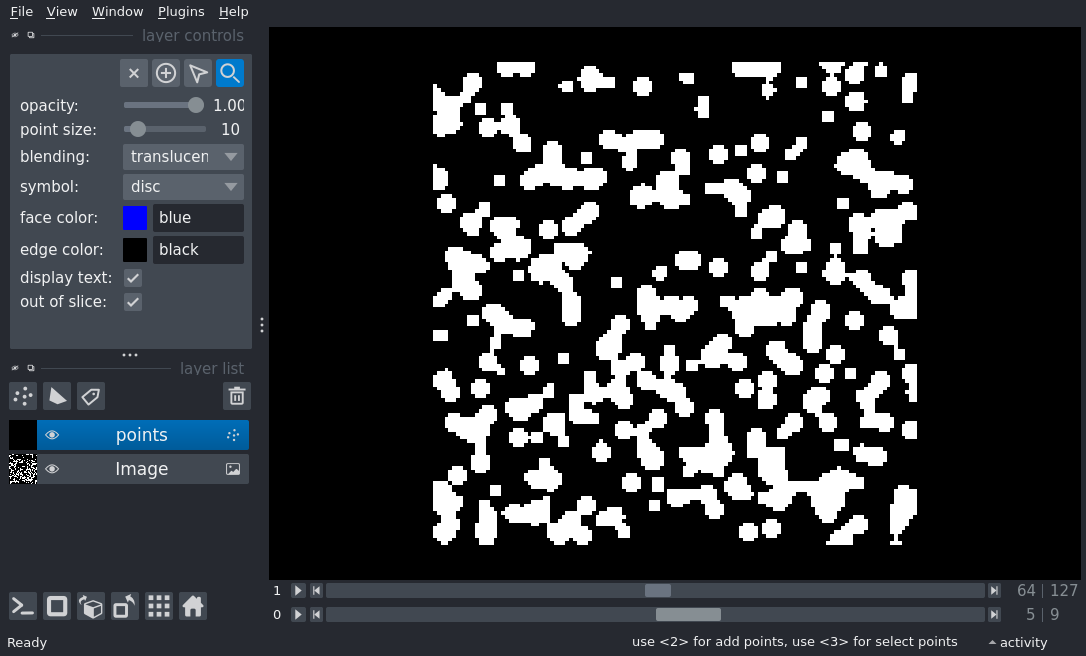 File View Window Plugins Help
layer controls
opacity: 1.00
point size: 10
blending: translucen
symbol: disc
face color: blue
edge color: black
display text:
out of slice:
layer list
points
Image
1 64 | 127
0 5 | 9
Ready use <2> for add points, use <3> for select points activity